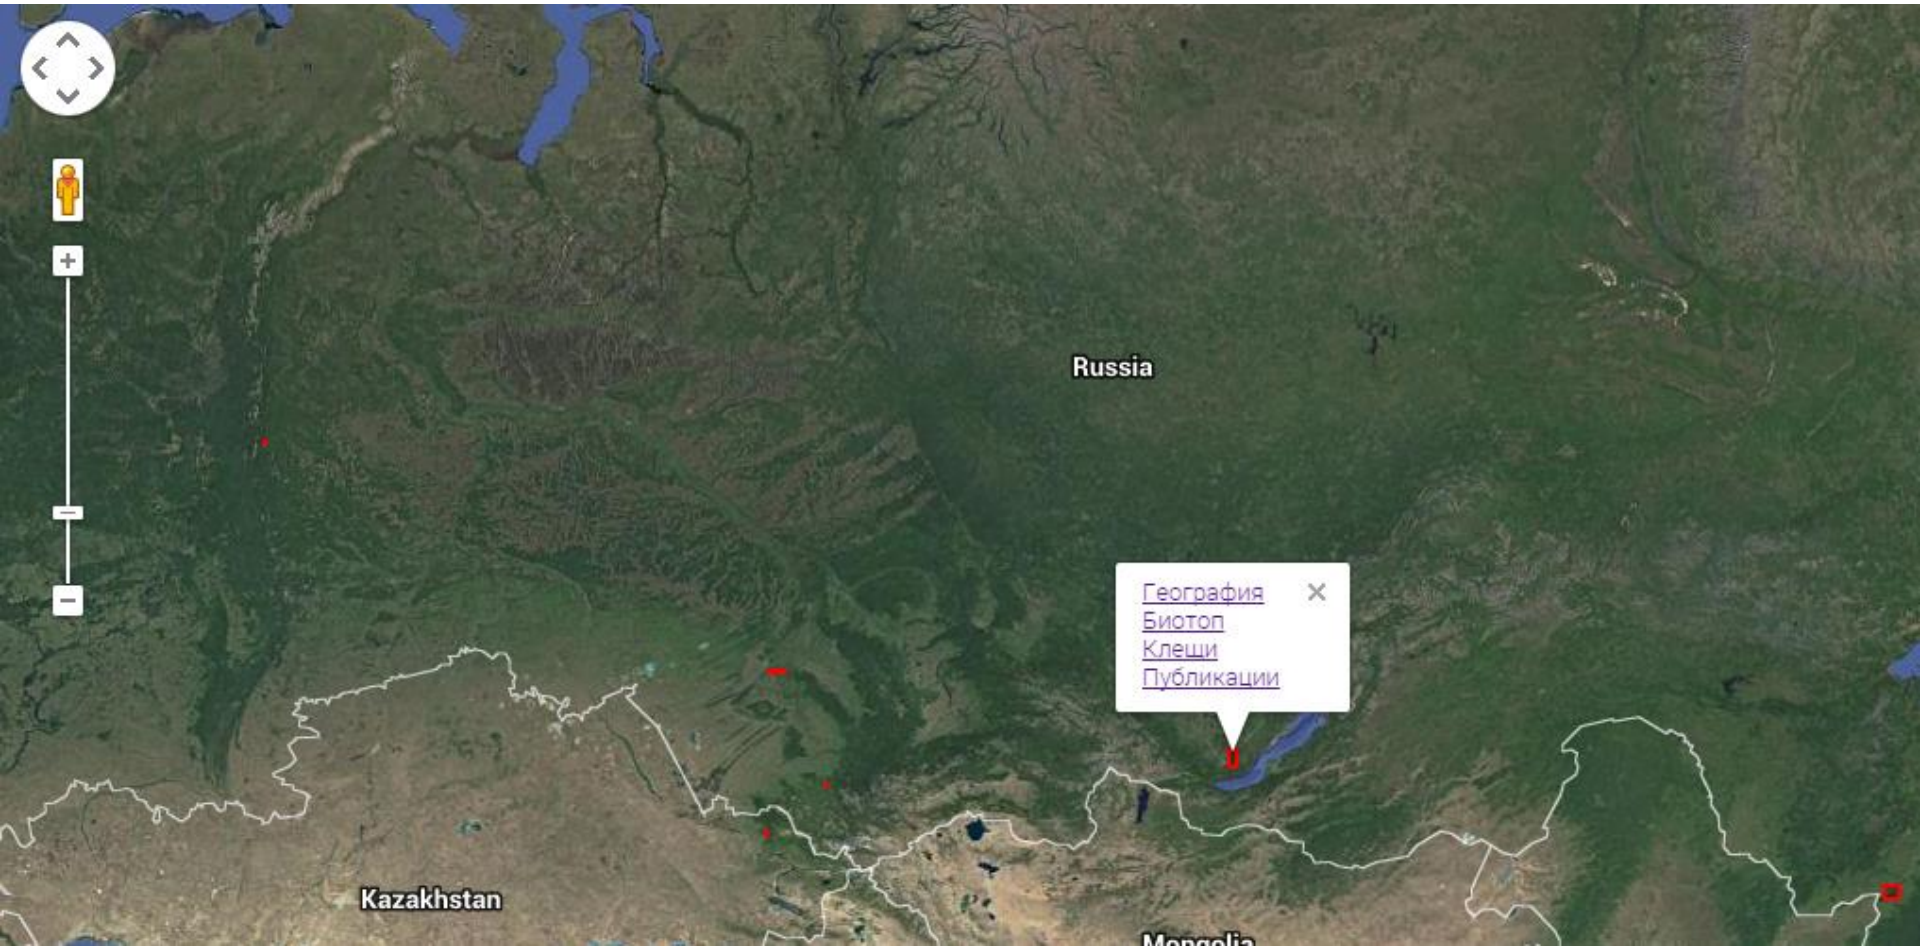 Russia
География
Биотоп
Клещи
Публикации
Kazakhstan
Mongolia